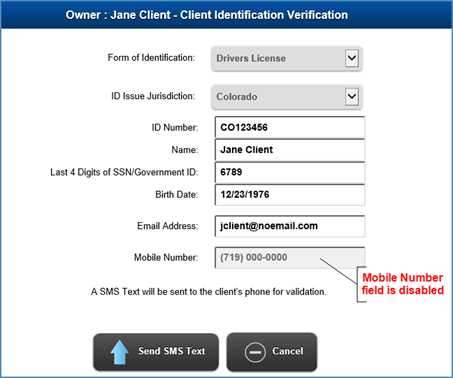 Owner : Jane Client - Client Identification Verification
Form of Identification: Drivers License
ID Issue Jurisdiction: Colorado
ID Number: CO123456
Name: Jane Client
Last 4 Digits of SSN/Government ID: 6789
Birth Date: 12/23/1976
Email Address: jclient@noemail.com
Mobile Number: (719) 000-0000
Mobile Number
field is disabled
A SMS Text will be sent to the client's phone for validation.
Send SMS Text Cancel